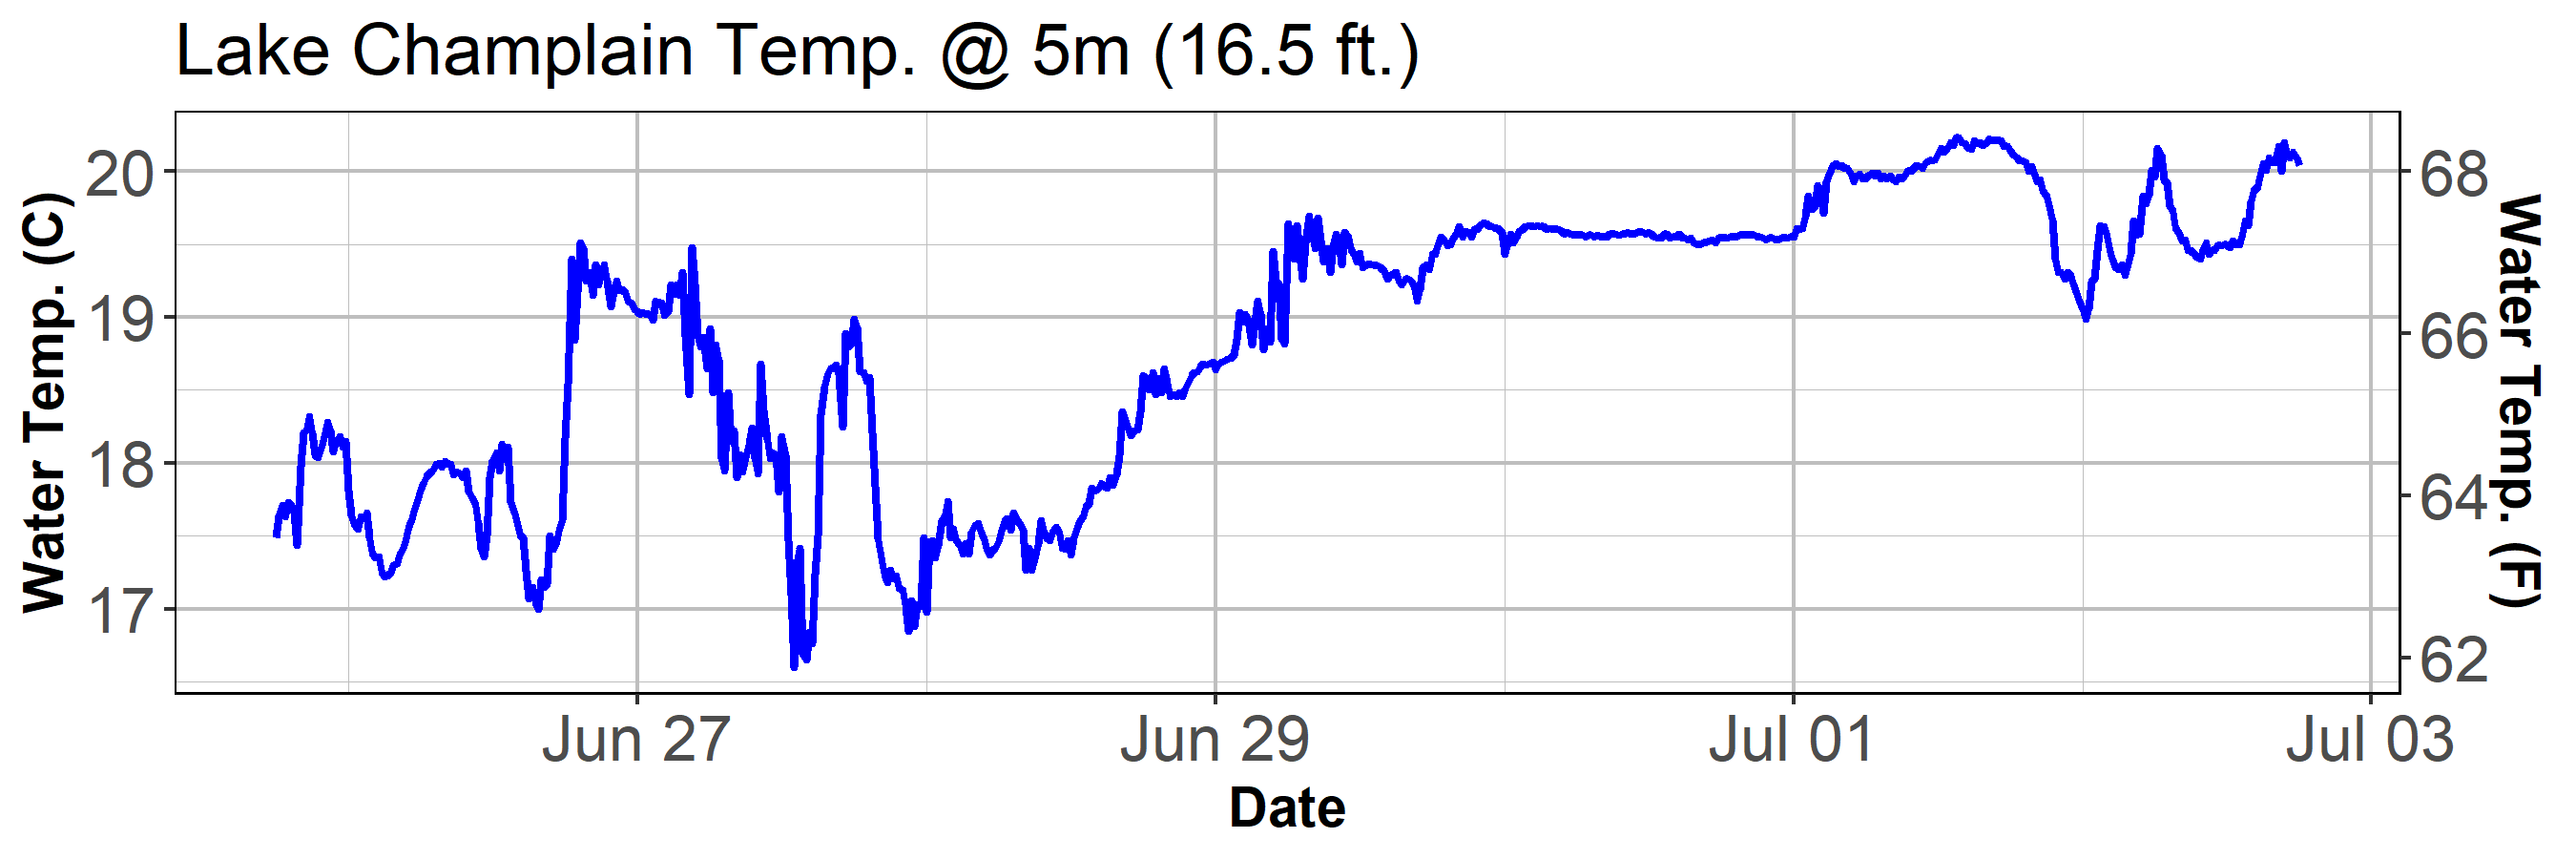 Lake Champlain Temp. @ 5m (16.5 ft.)
Water Temp. (C)
20
19
18
17
68
66
64
62
Water Temp. (F)
Jun 27
Jun 29
Jul 01
Jul 03
Date